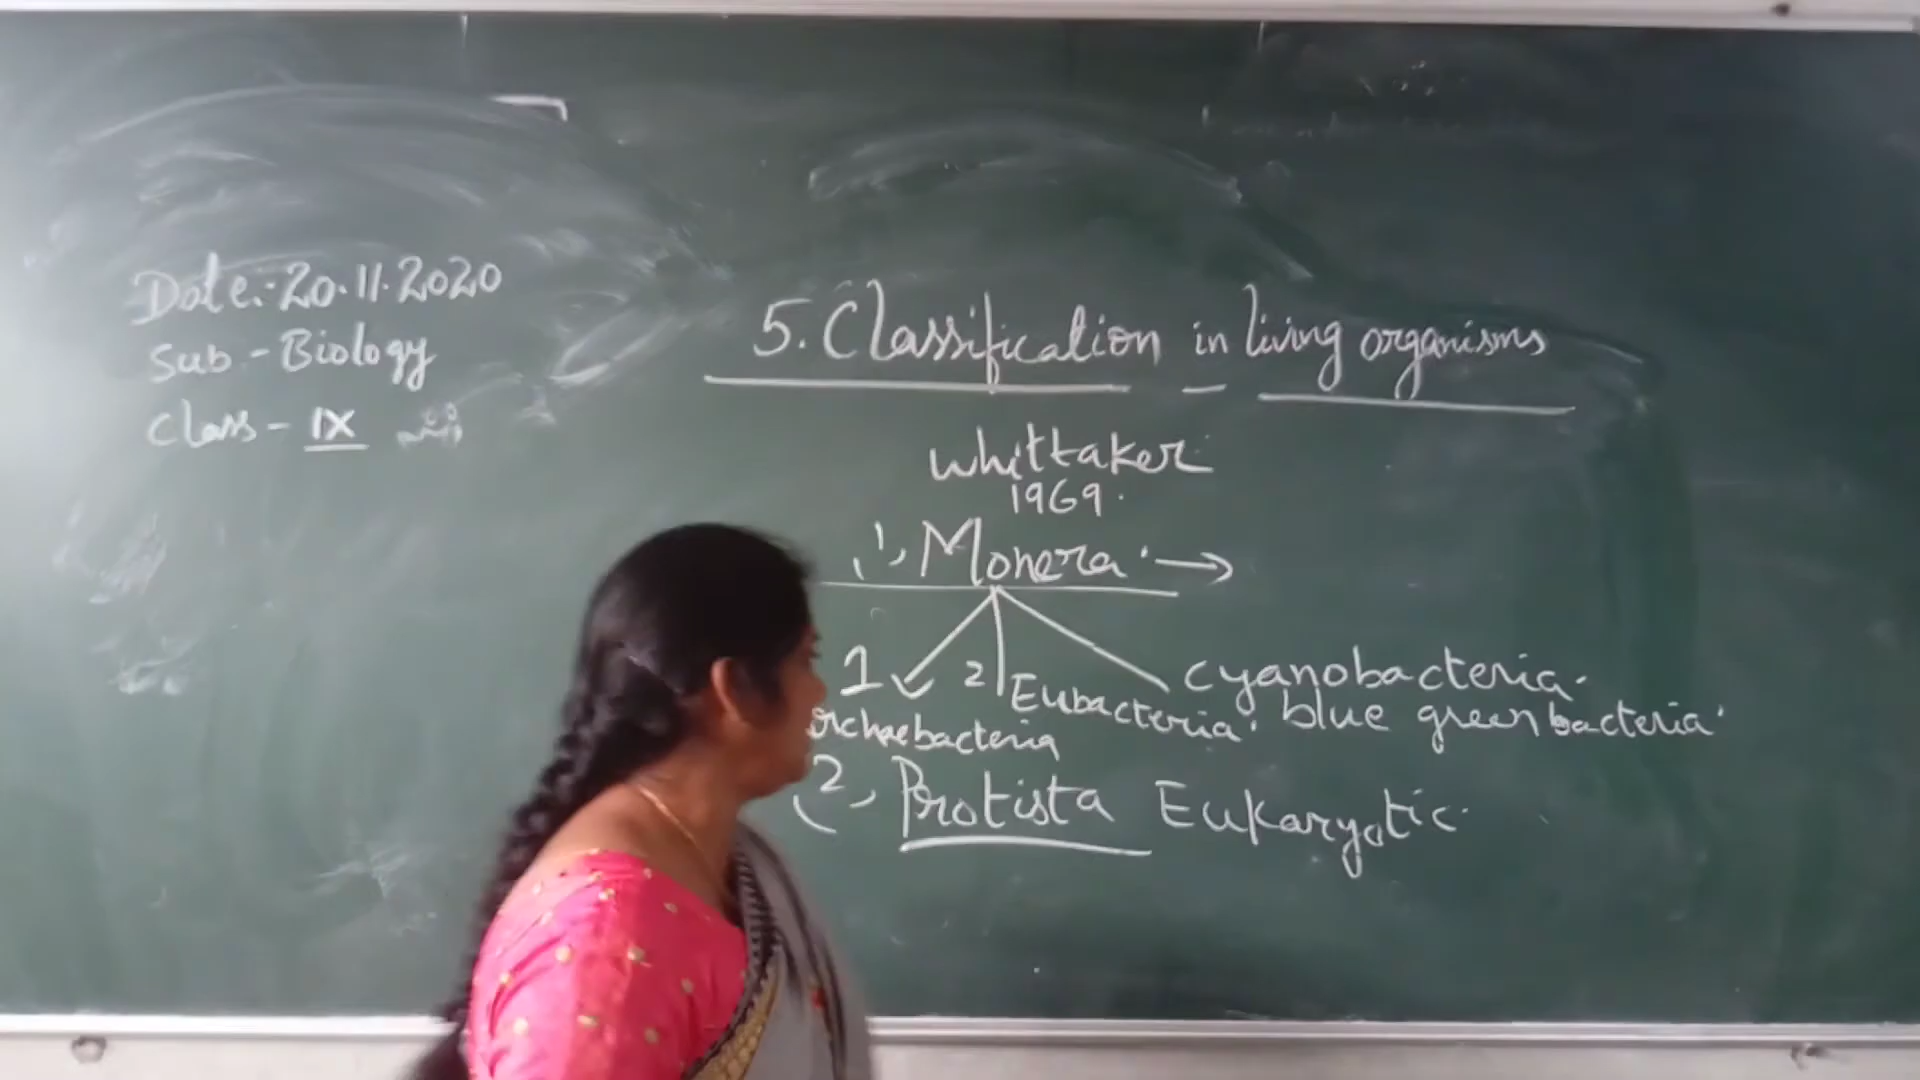 Date:-20.11.2020
Sub - Biology
Class - IX
5. Classification in living organisms
Whittaker
1969.
(1) Monera. →
1 2 cyanobacteria.
Eubacteria. blue green bacteria.
archaebacteria
(2) Protista Eukaryotic.